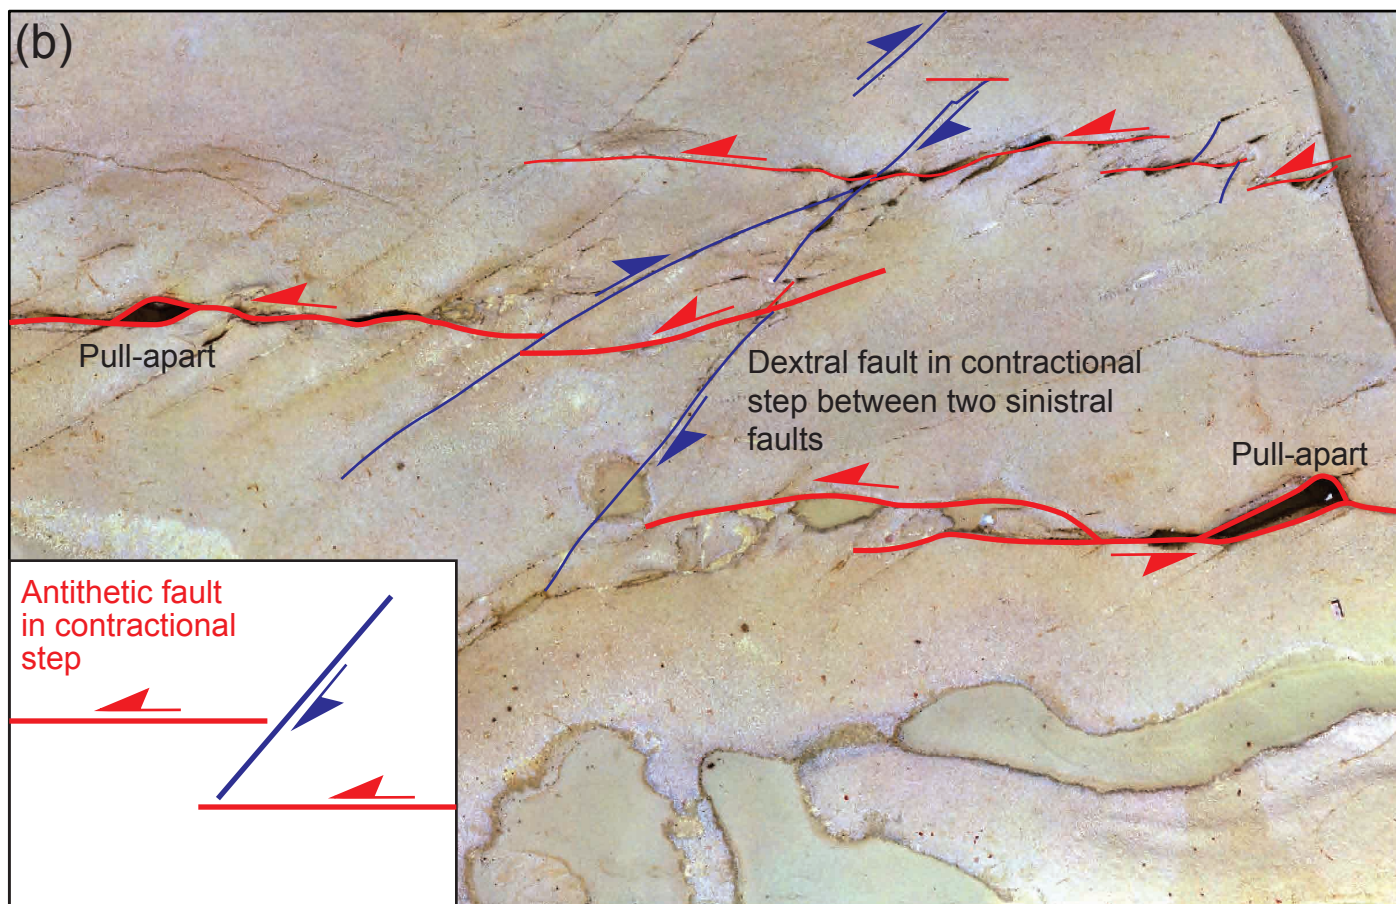 (b)
Pull-apart
Dextral fault in contractional
step between two sinistral
faults
Pull-apart
Antithetic fault
in contractional
step